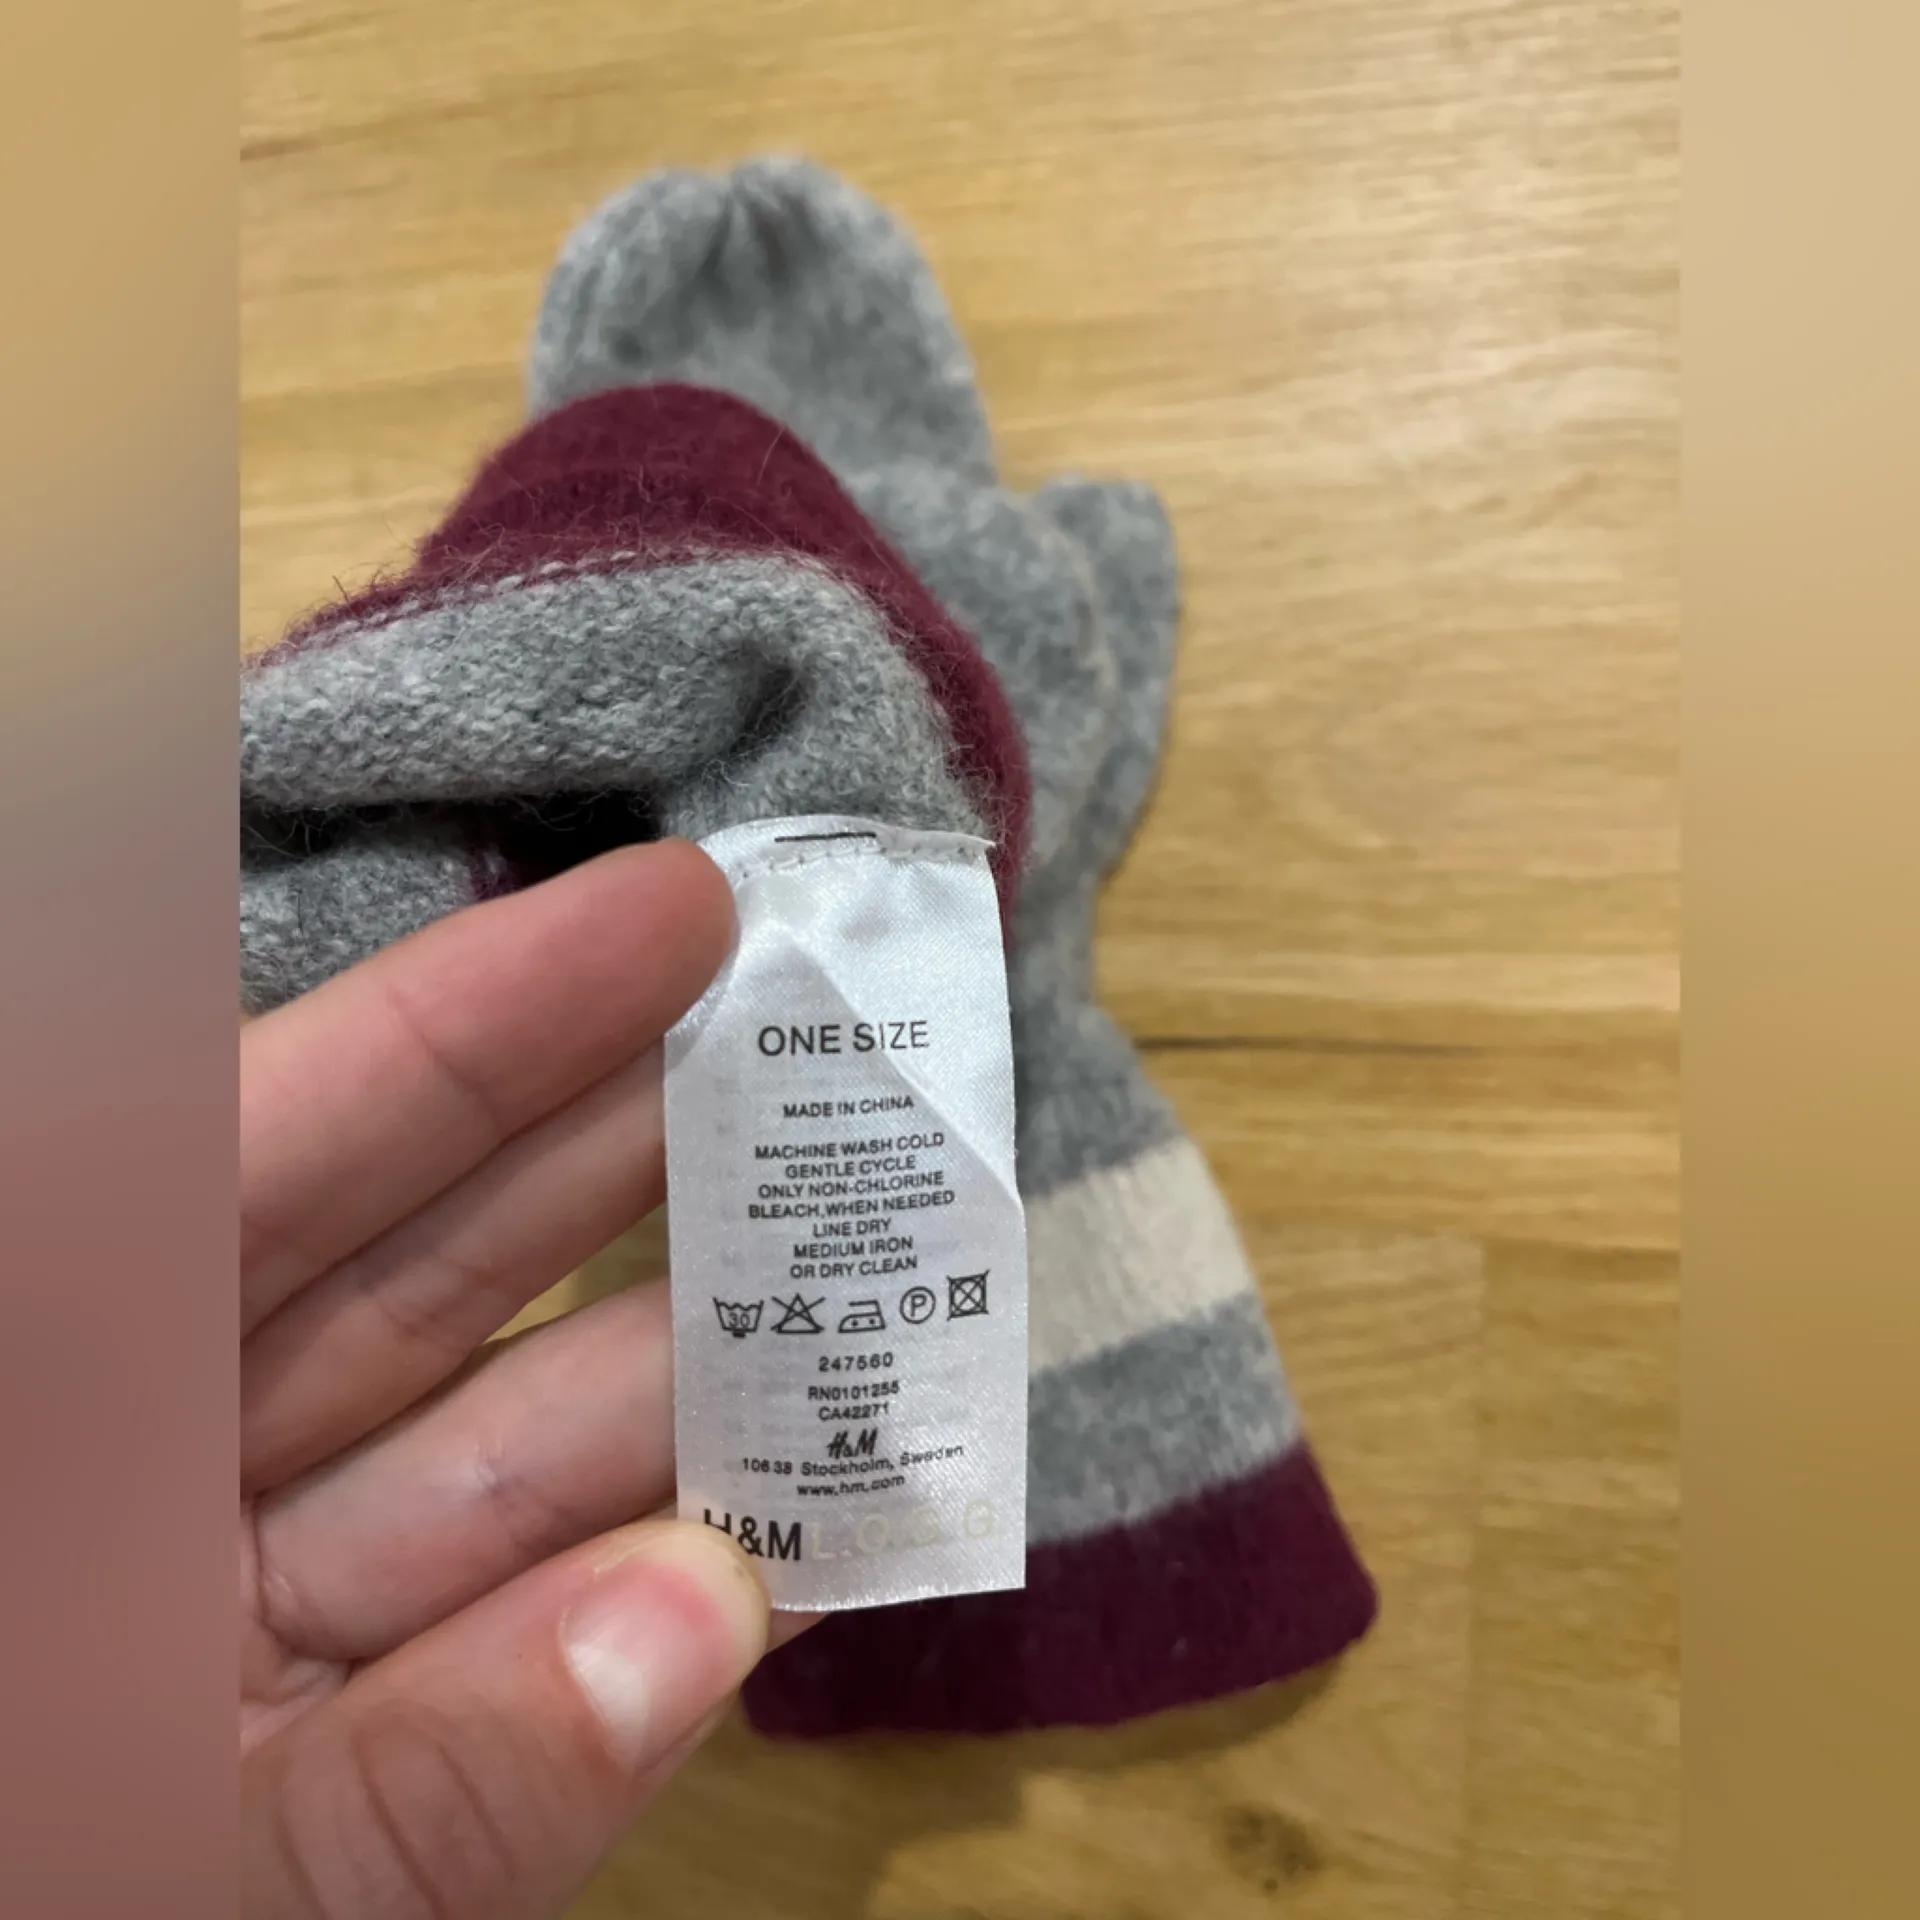 ONE SIZE
MADE IN CHINA
MACHINE WASH COLD
GENTLE CYCLE
ONLY NON-CHLORINE
BLEACH,WHEN NEEDED
LINE DRY
MEDIUM IRON
OR DRY CLEAN
30 P
247560
RN0101255
CA42271
H&M
106 38 Stockholm, Sweden
www.hm.com
H&M L.O.G.G